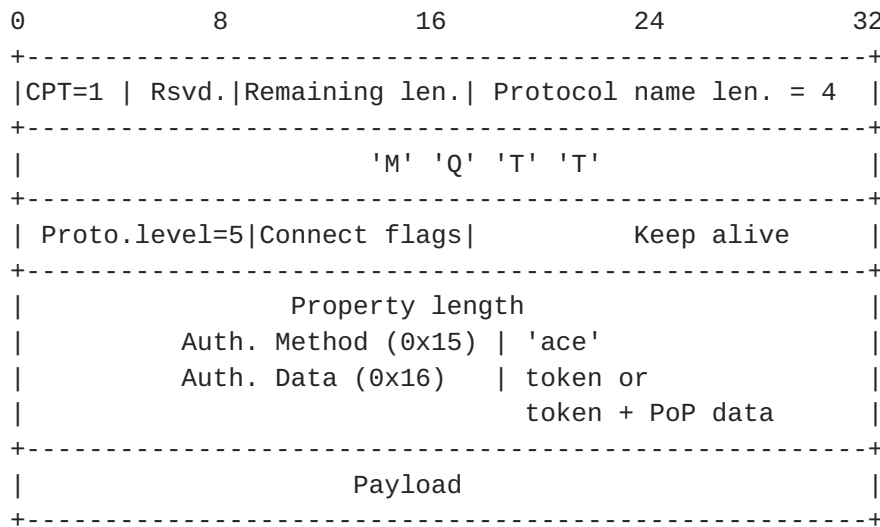 0 8 16 24 32
+------------------------------------------------------+
|CPT=1 | Rsvd.|Remaining len.| Protocol name len. = 4 |
+------------------------------------------------------+
| 'M' 'Q' 'T' 'T' |
+------------------------------------------------------+
| Proto.level=5|Connect flags| Keep alive |
+------------------------------------------------------+
| Property length |
| Auth. Method (0x15) | 'ace' |
| Auth. Data (0x16) | token or |
| token + PoP data |
+------------------------------------------------------+
| Payload |
+------------------------------------------------------+